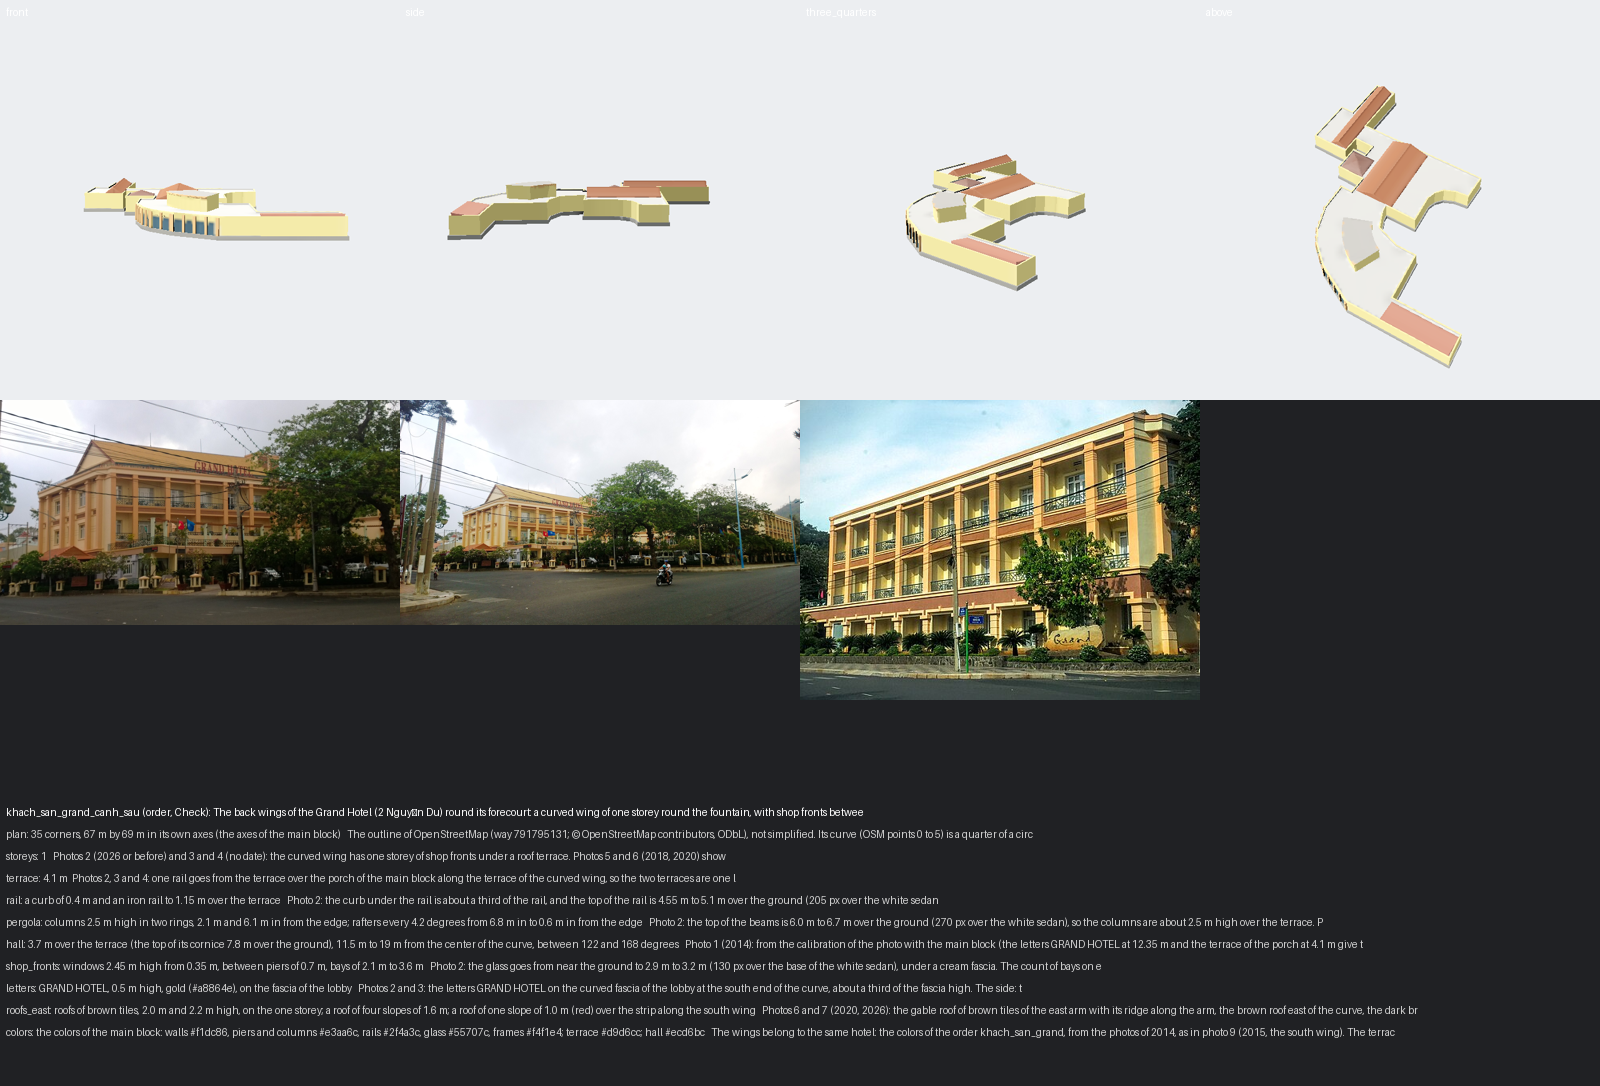 front
side
three_quarters
above
GRAND HOTEL
Grand
khach_san_grand_canh_sau (order, Check): The back wings of the Grand Hotel (2 Nguy▯n Du) round its forecourt: a curved wing of one storey round the fountain, with shop fronts betwee
plan: 35 corners, 67 m by 69 m in its own axes (the axes of the main block) The outline of OpenStreetMap (way 791795131; © OpenStreetMap contributors, ODbL), not simplified. Its curve (OSM points 0 to 5) is a quarter of a circ
storeys: 1 Photos 2 (2026 or before) and 3 and 4 (no date): the curved wing has one storey of shop fronts under a roof terrace. Photos 5 and 6 (2018, 2020) show
terrace: 4.1 m Photos 2, 3 and 4: one rail goes from the terrace over the porch of the main block along the terrace of the curved wing, so the two terraces are one l
rail: a curb of 0.4 m and an iron rail to 1.15 m over the terrace Photo 2: the curb under the rail is about a third of the rail, and the top of the rail is 4.55 m to 5.1 m over the ground (205 px over the white sedan
pergola: columns 2.5 m high in two rings, 2.1 m and 6.1 m in from the edge; rafters every 4.2 degrees from 6.8 m in to 0.6 m in from the edge Photo 2: the top of the beams is 6.0 m to 6.7 m over the ground (270 px over the white sedan), so the columns are about 2.5 m high over the terrace. P
hall: 3.7 m over the terrace (the top of its cornice 7.8 m over the ground), 11.5 m to 19 m from the center of the curve, between 122 and 168 degrees Photo 1 (2014): from the calibration of the photo with the main block (the letters GRAND HOTEL at 12.35 m and the terrace of the porch at 4.1 m give t
shop_fronts: windows 2.45 m high from 0.35 m, between piers of 0.7 m, bays of 2.1 m to 3.6 m Photo 2: the glass goes from near the ground to 2.9 m to 3.2 m (130 px over the base of the white sedan), under a cream fascia. The count of bays on e
letters: GRAND HOTEL, 0.5 m high, gold (#a8864e), on the fascia of the lobby Photos 2 and 3: the letters GRAND HOTEL on the curved fascia of the lobby at the south end of the curve, about a third of the fascia high. The side: t
roofs_east: roofs of brown tiles, 2.0 m and 2.2 m high, on the one storey; a roof of four slopes of 1.6 m; a roof of one slope of 1.0 m (red) over the strip along the south wing Photos 6 and 7 (2020, 2026): the gable roof of brown tiles of the east arm with its ridge along the arm, the brown roof east of the curve, the dark br
colors: the colors of the main block: walls #f1dc86, piers and columns #e3aa6c, rails #2f4a3c, glass #55707c, frames #f4f1e4; terrace #d9d6cc; hall #ecd6bc The wings belong to the same hotel: the colors of the order khach_san_grand, from the photos of 2014, as in photo 9 (2015, the south wing). The terrac